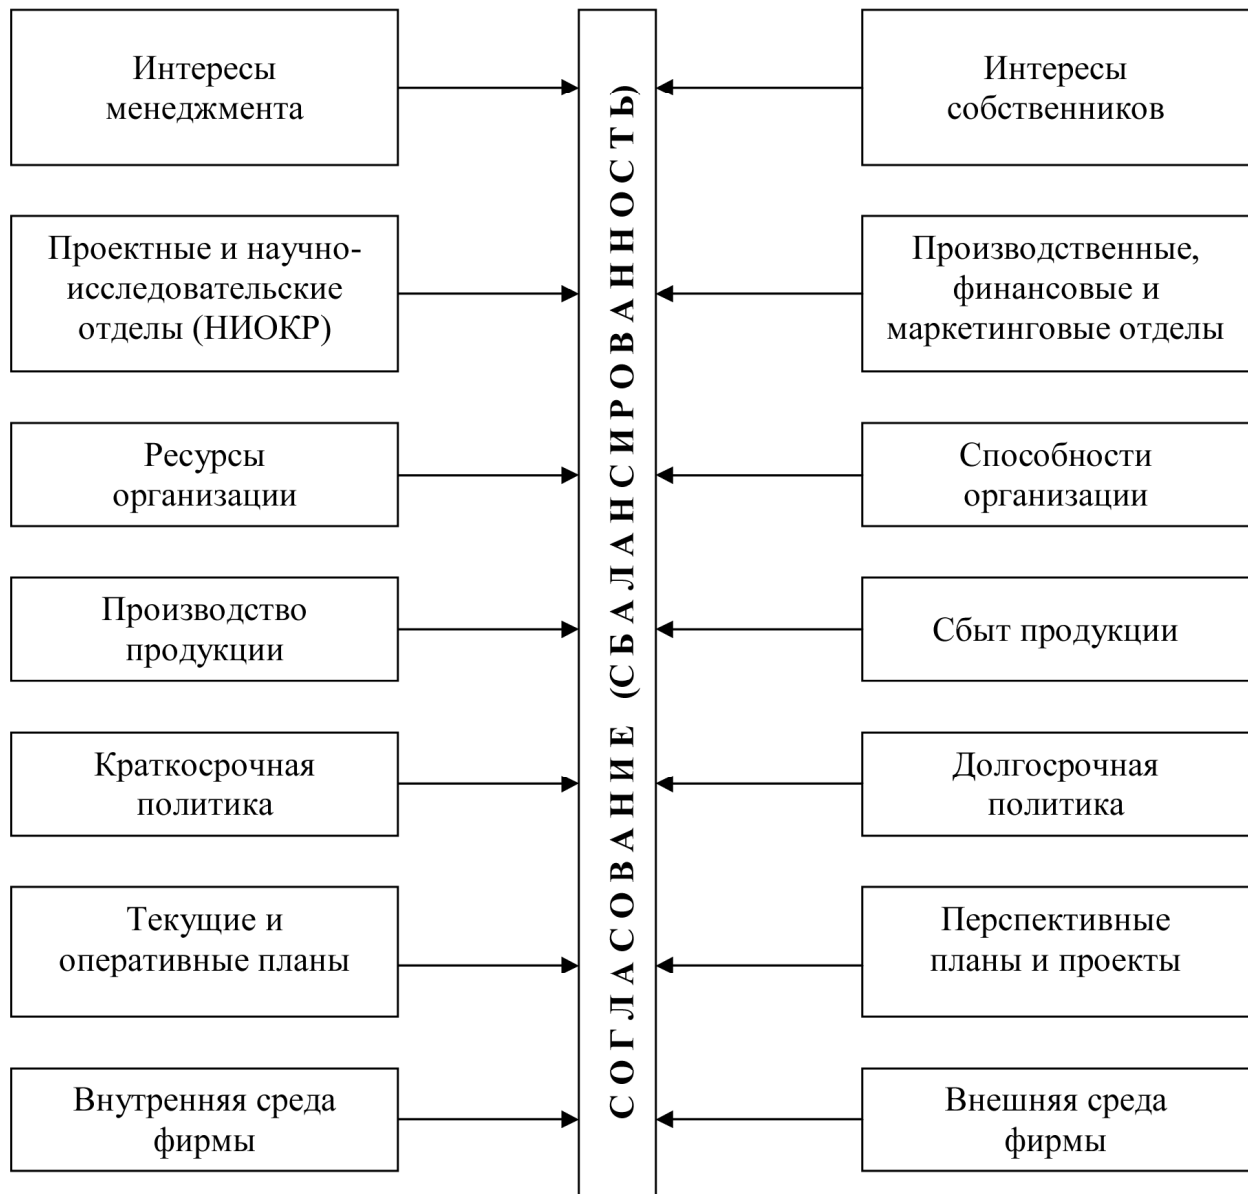 Интересы
менеджмента
Интересы
собственников
Проектные и научно-
исследовательские
отделы (НИОКР)
Производственные,
финансовые и
маркетинговые отделы
Ресурсы
организации
Способности
организации
Производство
продукции
Сбыт продукции
Краткосрочная
политика
Долгосрочная
политика
Текущие и
оперативные планы
Перспективные
планы и проекты
Внутренняя среда
фирмы
Внешняя среда
фирмы
СОГЛАСОВАНИЕ (СБАЛАНСИРОВАННОСТЬ)